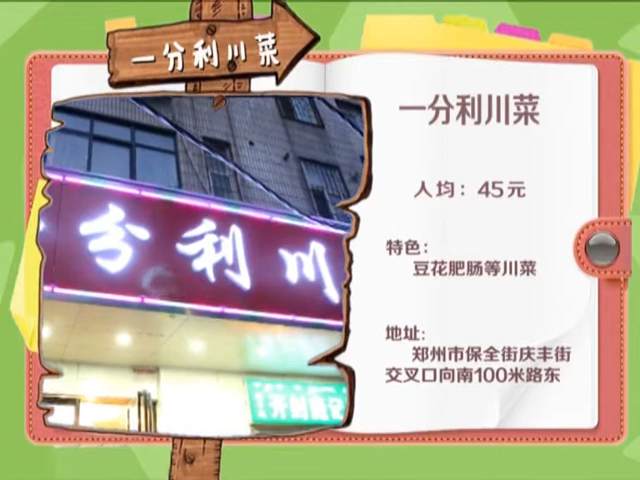 一分利川菜
一分利川菜
人均：45元
特色：
豆花肥肠等川菜
地址：
郑州市保全街庆丰街
交叉口向南100米路东
分利川